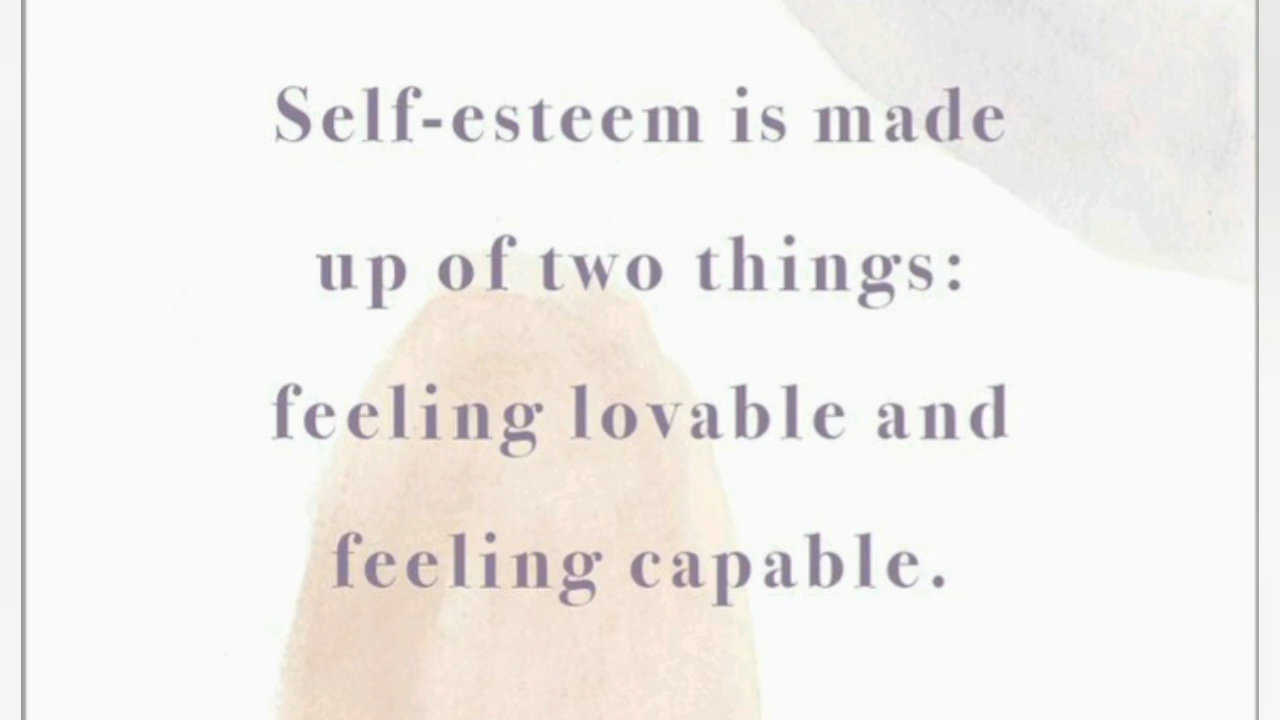 Self-esteem is made
up of two things:
feeling lovable and
feeling capable.